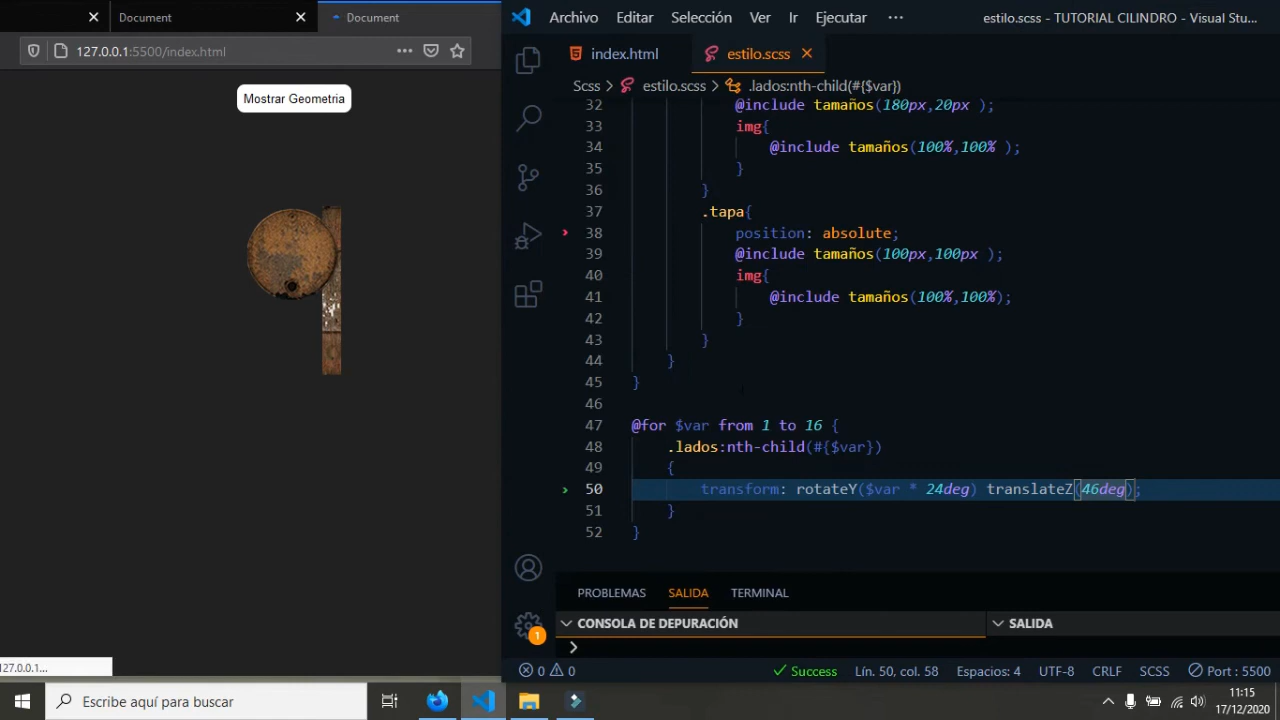 Document
Document
127.0.0.1:5500/index.html
Mostrar Geometria
127.0.0.1...
Archivo Editar Selección Ver Ir Ejecutar ···
estilo.scss - TUTORIAL CILINDRO - Visual Stu...
index.html
estilo.scss
Scss > estilo.scss > .lados:nth-child(#{$var})
32 @include tamaños(180px,20px );
33 img{
34 @include tamaños(100%,100% );
35 }
36 }
37 .tapa{
38 position: absolute;
39 @include tamaños(100px,100px );
40 img{
41 @include tamaños(100%,100%);
42 }
43 }
44 }
45 }
46
47 @for $var from 1 to 16 {
48 .lados:nth-child(#{$var})
49 {
50 transform: rotateY($var * 24deg) translateZ(46deg);
51 }
52 }
PROBLEMAS SALIDA TERMINAL
CONSOLA DE DEPURACIÓN
SALIDA
1
0 0
Success
Lín. 50, col. 58
Espacios: 4
UTF-8
CRLF
SCSS
Port : 5500
Escribe aquí para buscar
11:15
17/12/2020